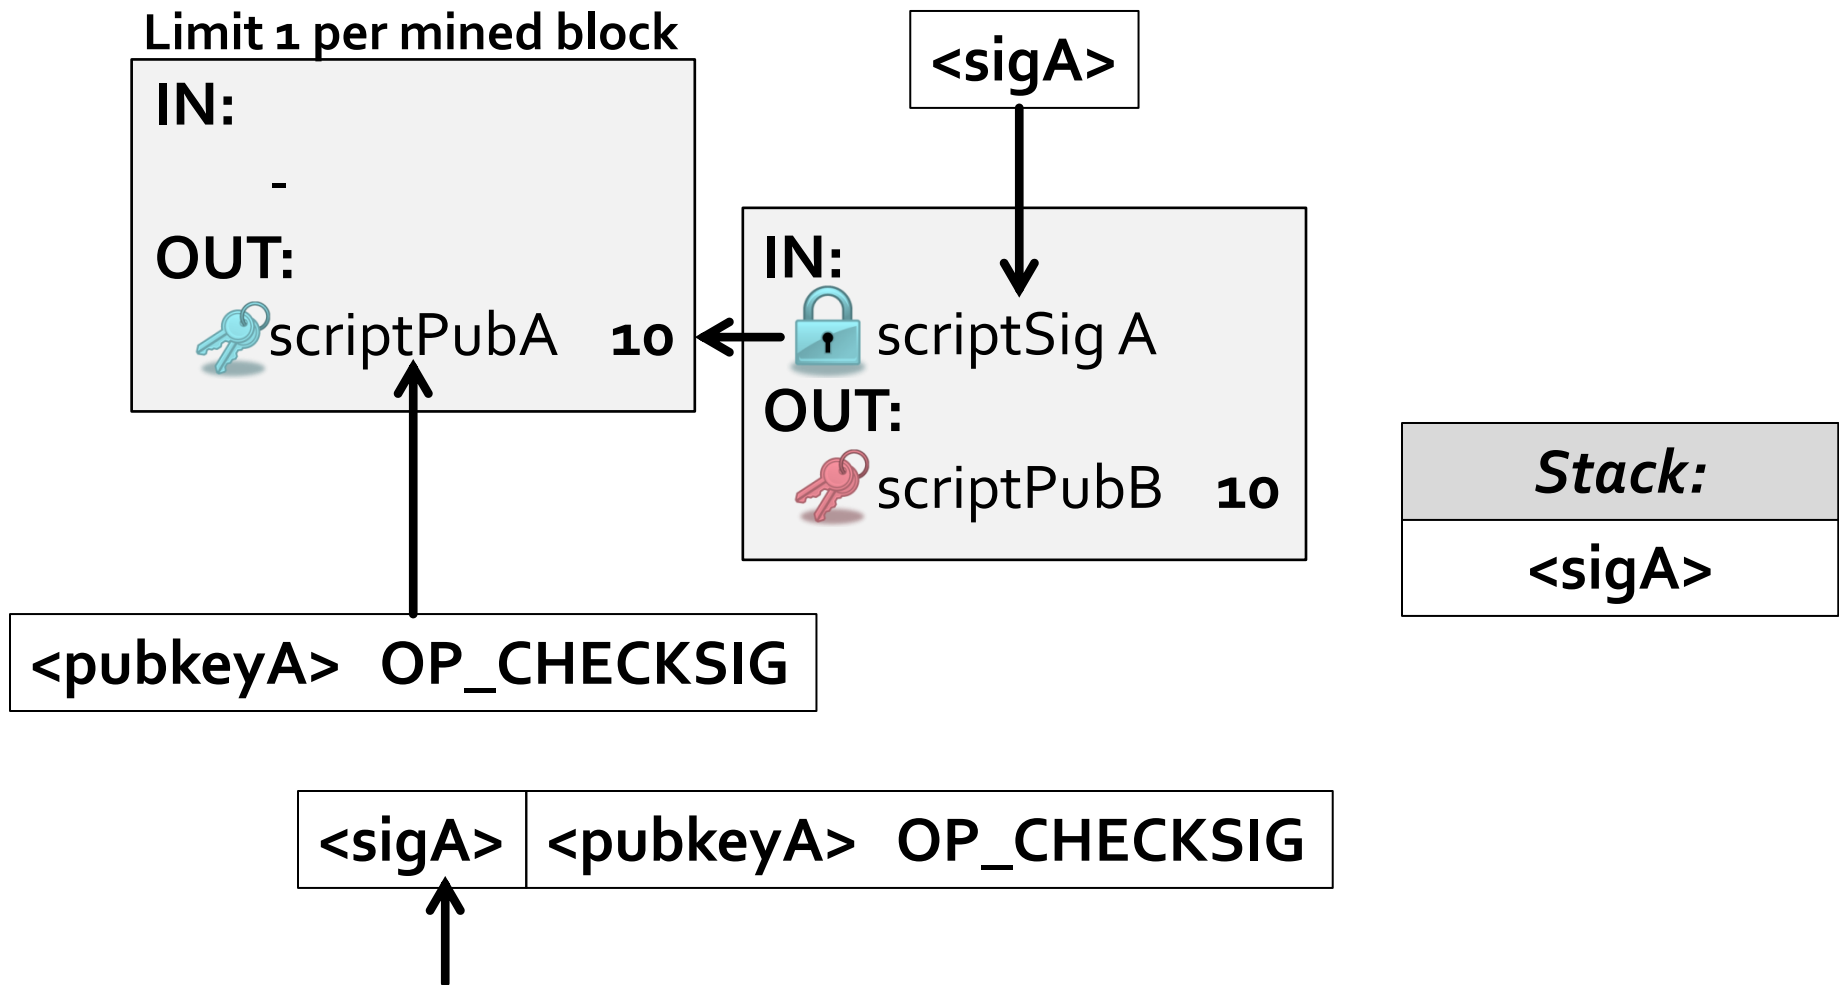 Limit 1 per mined block
IN:
-
OUT:
scriptPubA 10
<sigA>
IN:
scriptSig A
OUT:
scriptPubB 10
Stack:
<sigA>
<pubkeyA> OP_CHECKSIG
<sigA> <pubkeyA> OP_CHECKSIG